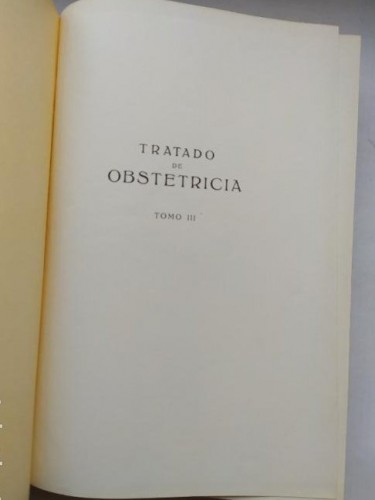 TRATADO
DE
OBSTETRICIA
TOMO III